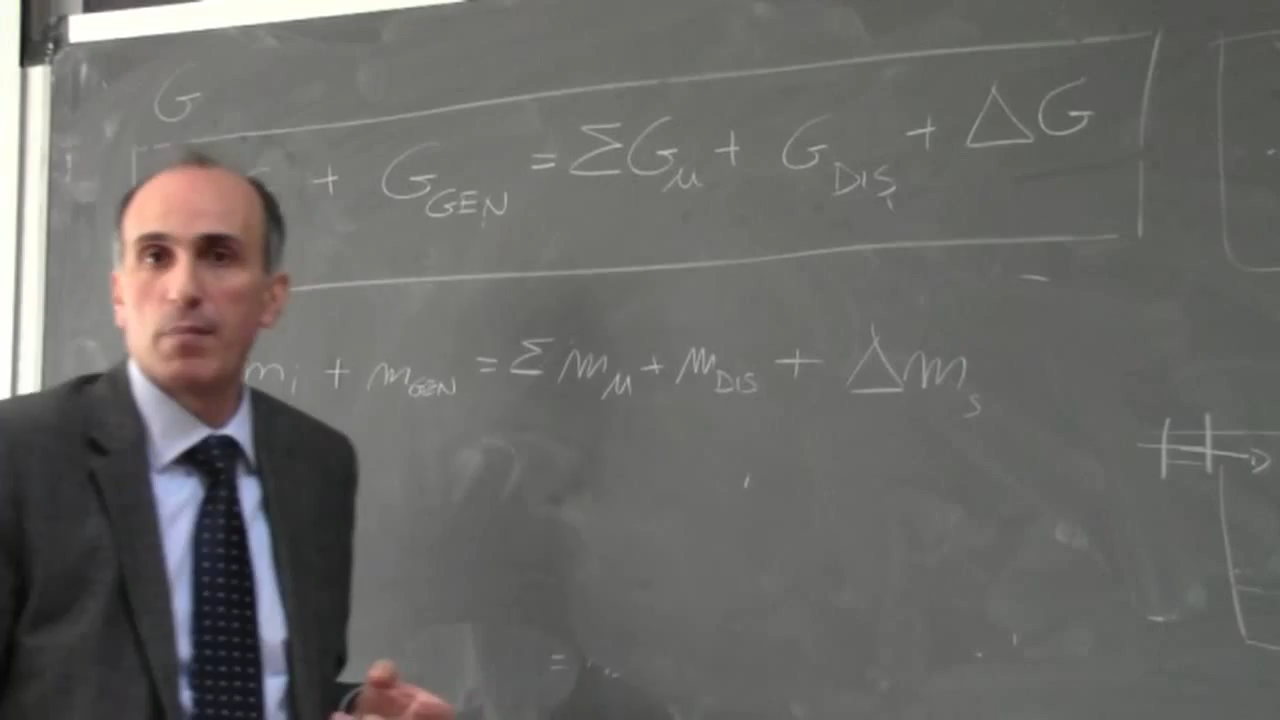 G
+ G_GEN = ΣG_u + G_DIS + ΔG
m_i + m_GEN = Σm_u + m_DIS + Δm_s
=